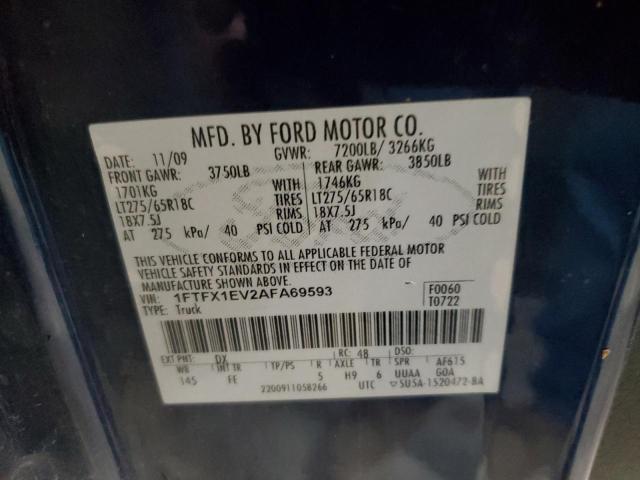 MFD. BY FORD MOTOR CO.
DATE: 11/09 GVWR: 7200LB/ 3266KG
FRONT GAWR: 3750LB REAR GAWR: 3850LB
1701KG WITH 1746KG WITH
LT275/65R18C TIRES LT275/65R18C TIRES
18X7.5J RIMS 18X7.5J RIMS
AT 275 kPa/ 40 PSI COLD AT 275 kPa/ 40 PSI COLD
THIS VEHICLE CONFORMS TO ALL APPLICABLE FEDERAL MOTOR
VEHICLE SAFETY STANDARDS IN EFFECT ON THE DATE OF
MANUFACTURE SHOWN ABOVE.
VIN: 1FTFX1EV2AFA69593 F0060
TYPE: Truck T0722
EXT PNT: DX RC: 48 DSO:
WB INT TR TP/PS R AXLE TR SPR AF615
145 FE 5 H9 6 UUAA GOA
2200911058266 UTC 5U5A-1520472-BA